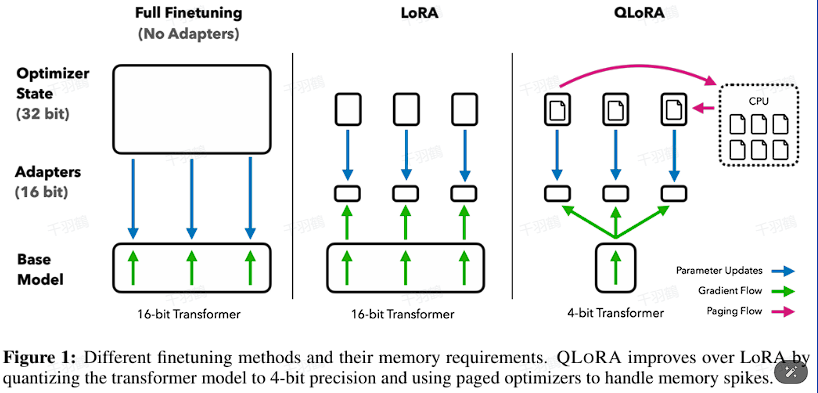 Full Finetuning
(No Adapters)
LoRA
QLoRA
Optimizer
State
(32 bit)
CPU
Adapters
(16 bit)
Base
Model
Parameter Updates
Gradient Flow
Paging Flow
16-bit Transformer
16-bit Transformer
4-bit Transformer
Figure 1: Different finetuning methods and their memory requirements. QLORA improves over LoRA by
quantizing the transformer model to 4-bit precision and using paged optimizers to handle memory spikes.
千羽鹤